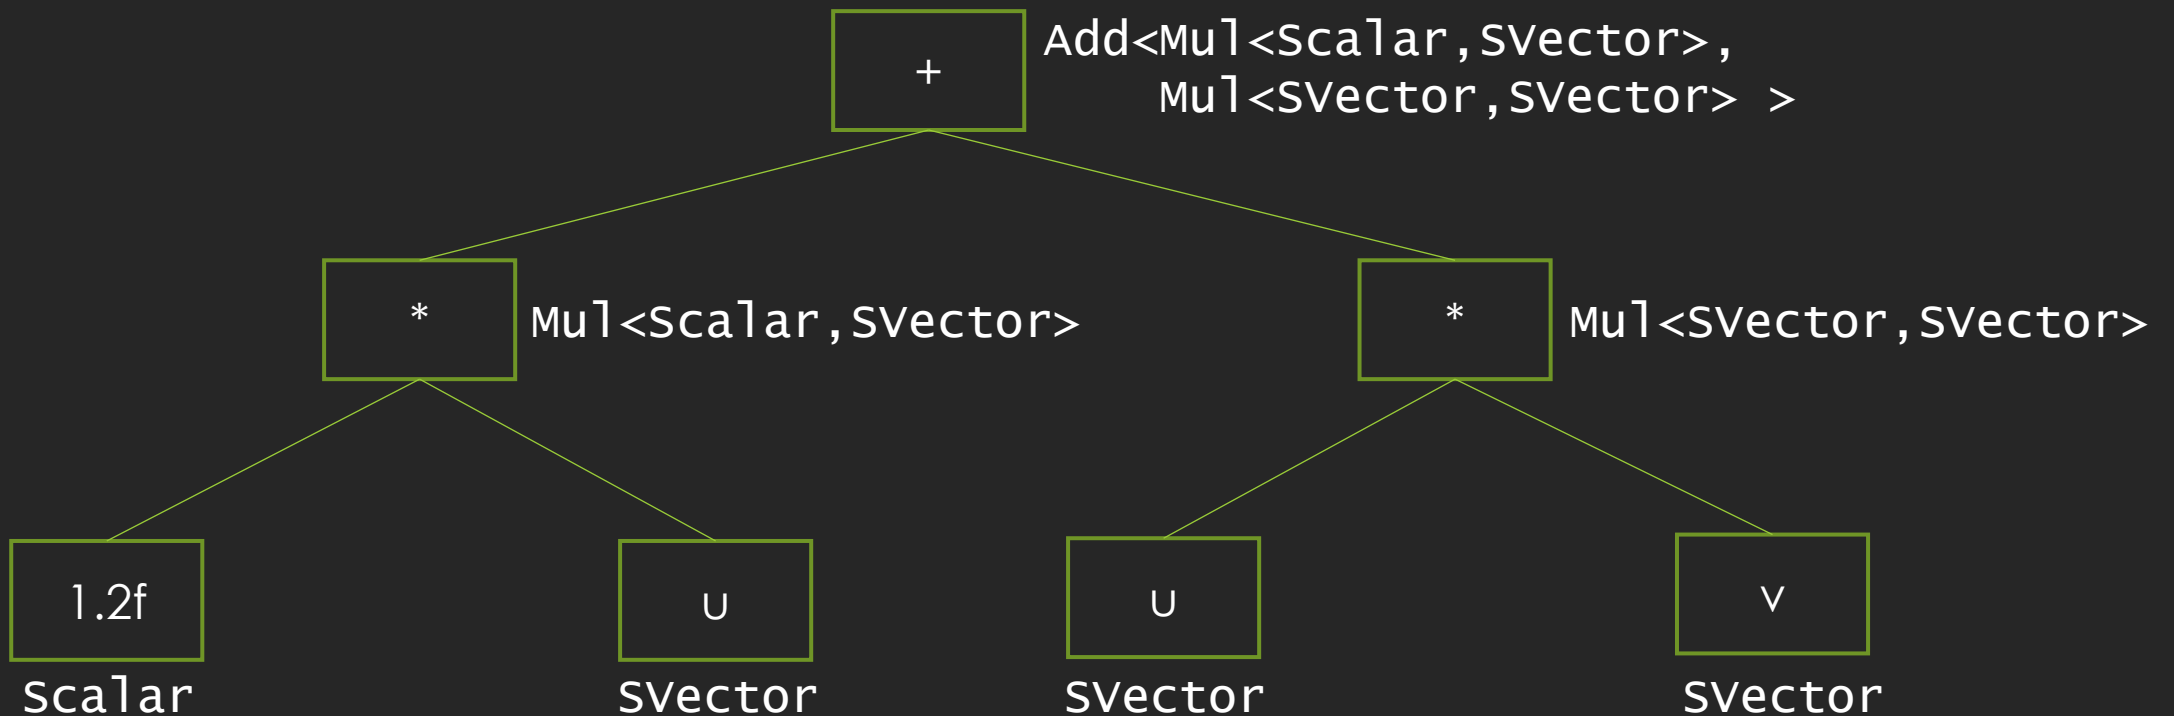 +
Add<Mul<Scalar,SVector>,
Mul<SVector,SVector> >
*
Mul<Scalar,SVector>
*
Mul<SVector,SVector>
1.2f
u
u
v
Scalar
SVector
SVector
SVector